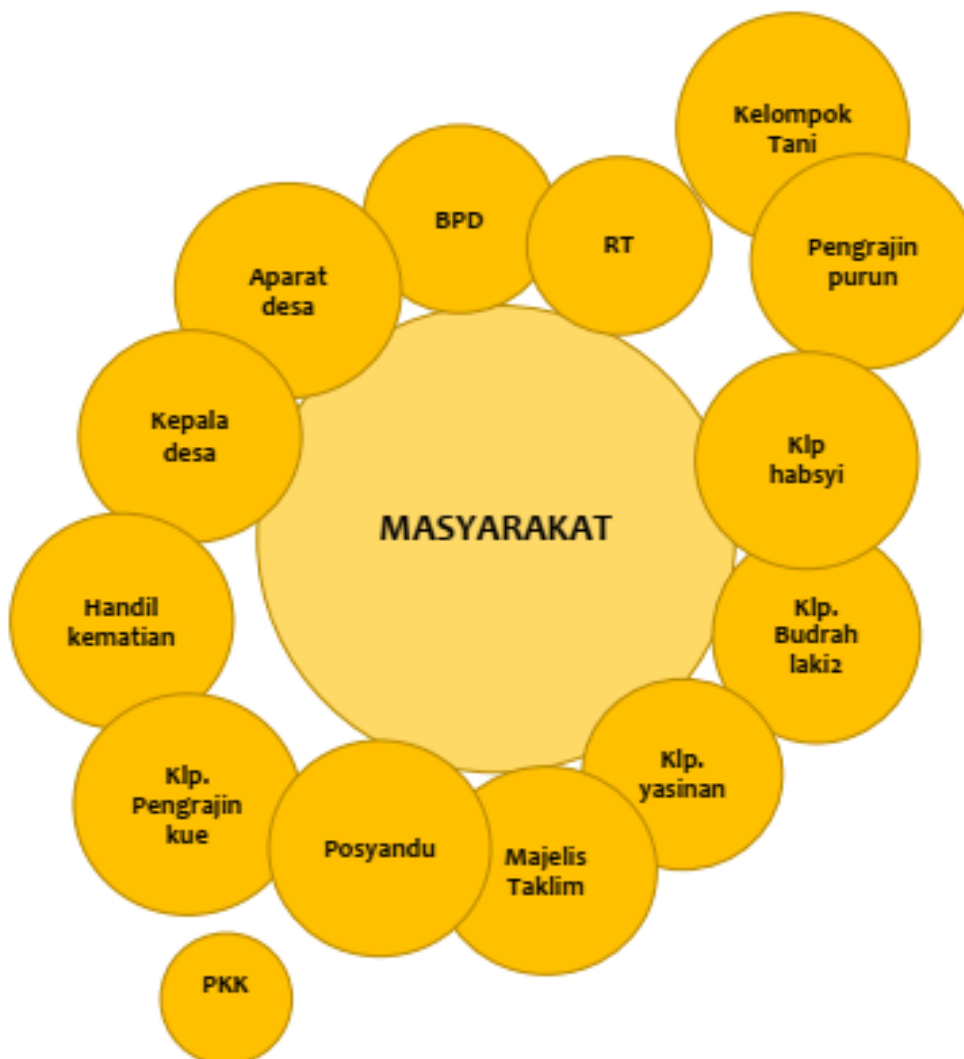 Kelompok
Tani
BPD
RT
Pengrajin
purun
Aparat
desa
Kepala
desa
Klp
habsyi
MASYARAKAT
Handil
kematian
Klp.
Budrah
laki2
Klp.
yasinan
Klp.
Pengrajin
kue
Posyandu
Majelis
Taklim
PKK